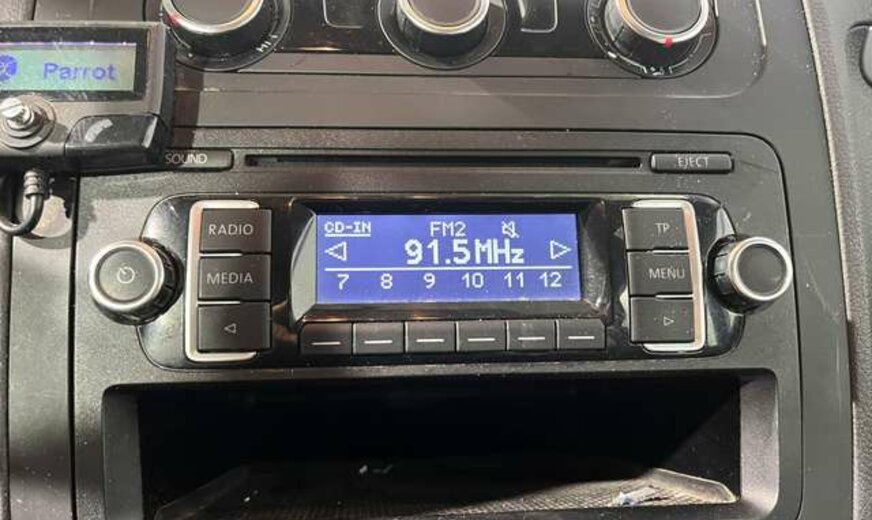 Parrot
SOUND
EJECT
RADIO
MEDIA
CD-IN FM2
91.5MHz
7 8 9 10 11 12
TP
MENU